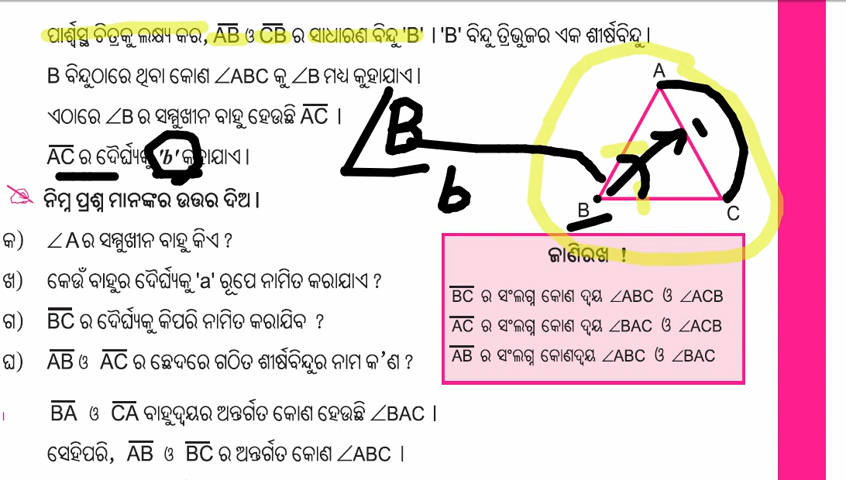 ପାର୍ଶ୍ୱସ୍ଥ ଚିତ୍ରକୁ ଲକ୍ଷ୍ୟ କର, AB ଓ CB ର ସାଧାରଣ ବିନ୍ଦୁ 'B' । 'B' ବିନ୍ଦୁ ତ୍ରିଭୁଜର ଏକ ଶୀର୍ଷବିନ୍ଦୁ।
B ବିନ୍ଦୁଠାରେ ଥିବା କୋଣ ∠ABC କୁ ∠B ମଧ୍ୟ କୁହାଯାଏ।
ଏଠାରେ ∠B ର ସମ୍ମୁଖୀନ ବାହୁ ହେଉଛି AC ।
AC ର ଦୈର୍ଘ୍ୟକୁ 'b' କୁହାଯାଏ।
ନିମ୍ନ ପ୍ରଶ୍ନ ମାନଙ୍କର ଉତ୍ତର ଦିଅ।
କ) ∠A ର ସମ୍ମୁଖୀନ ବାହୁ କିଏ ?
ଖ) କେଉଁ ବାହୁର ଦୈର୍ଘ୍ୟକୁ 'a' ରୂପେ ନାମିତ କରାଯାଏ ?
ଗ) BC ର ଦୈର୍ଘ୍ୟକୁ କିପରି ନାମିତ କରାଯିବ ?
ଘ) AB ଓ AC ର ଛେଦରେ ଗଠିତ ଶୀର୍ଷବିନ୍ଦୁର ନାମ କ'ଣ ?
BA ଓ CA ବାହୁଦ୍ୱୟର ଅନ୍ତର୍ଗତ କୋଣ ହେଉଛି ∠BAC ।
ସେହିପରି, AB ଓ BC ର ଅନ୍ତର୍ଗତ କୋଣ ∠ABC ।
∠B
b
A
B
C
ଜାଣିରଖ !
BC ର ସଂଲଗ୍ନ କୋଣ ଦ୍ୱୟ ∠ABC ଓ ∠ACB
AC ର ସଂଲଗ୍ନ କୋଣ ଦ୍ୱୟ ∠BAC ଓ ∠ACB
AB ର ସଂଲଗ୍ନ କୋଣଦ୍ୱୟ ∠ABC ଓ ∠BAC